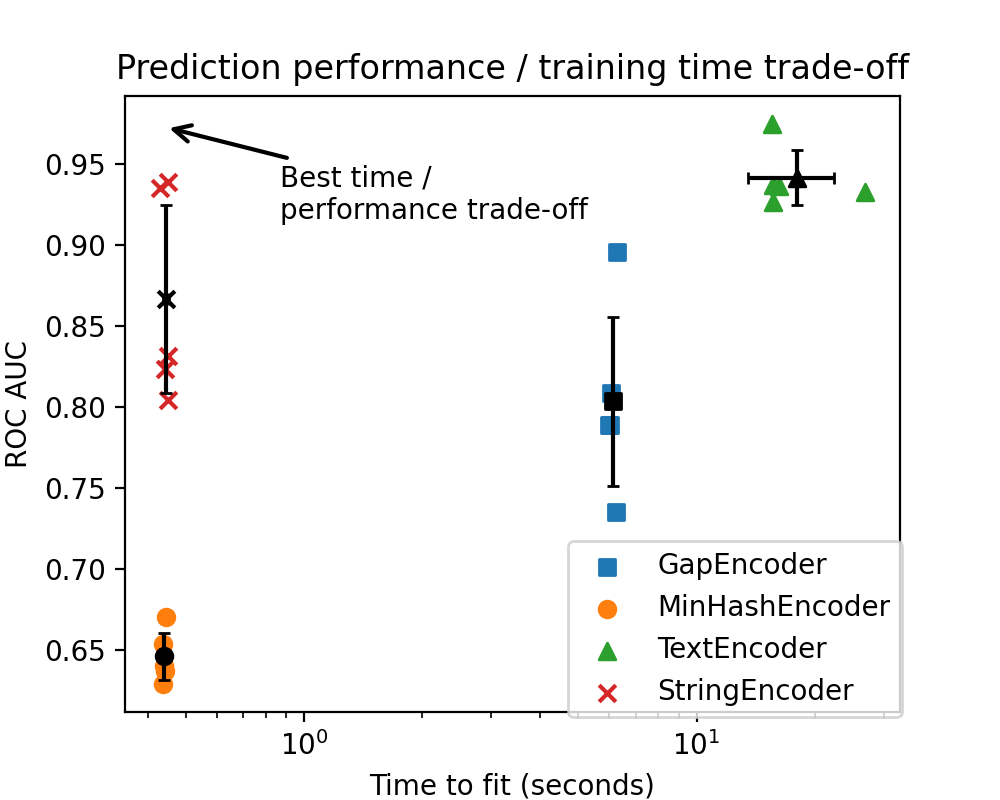 Prediction performance / training time trade-off
Best time /
performance trade-off
0.95
0.90
0.85
0.80
0.75
0.70
0.65
ROC AUC
GapEncoder
MinHashEncoder
TextEncoder
StringEncoder
10⁰
10¹
Time to fit (seconds)